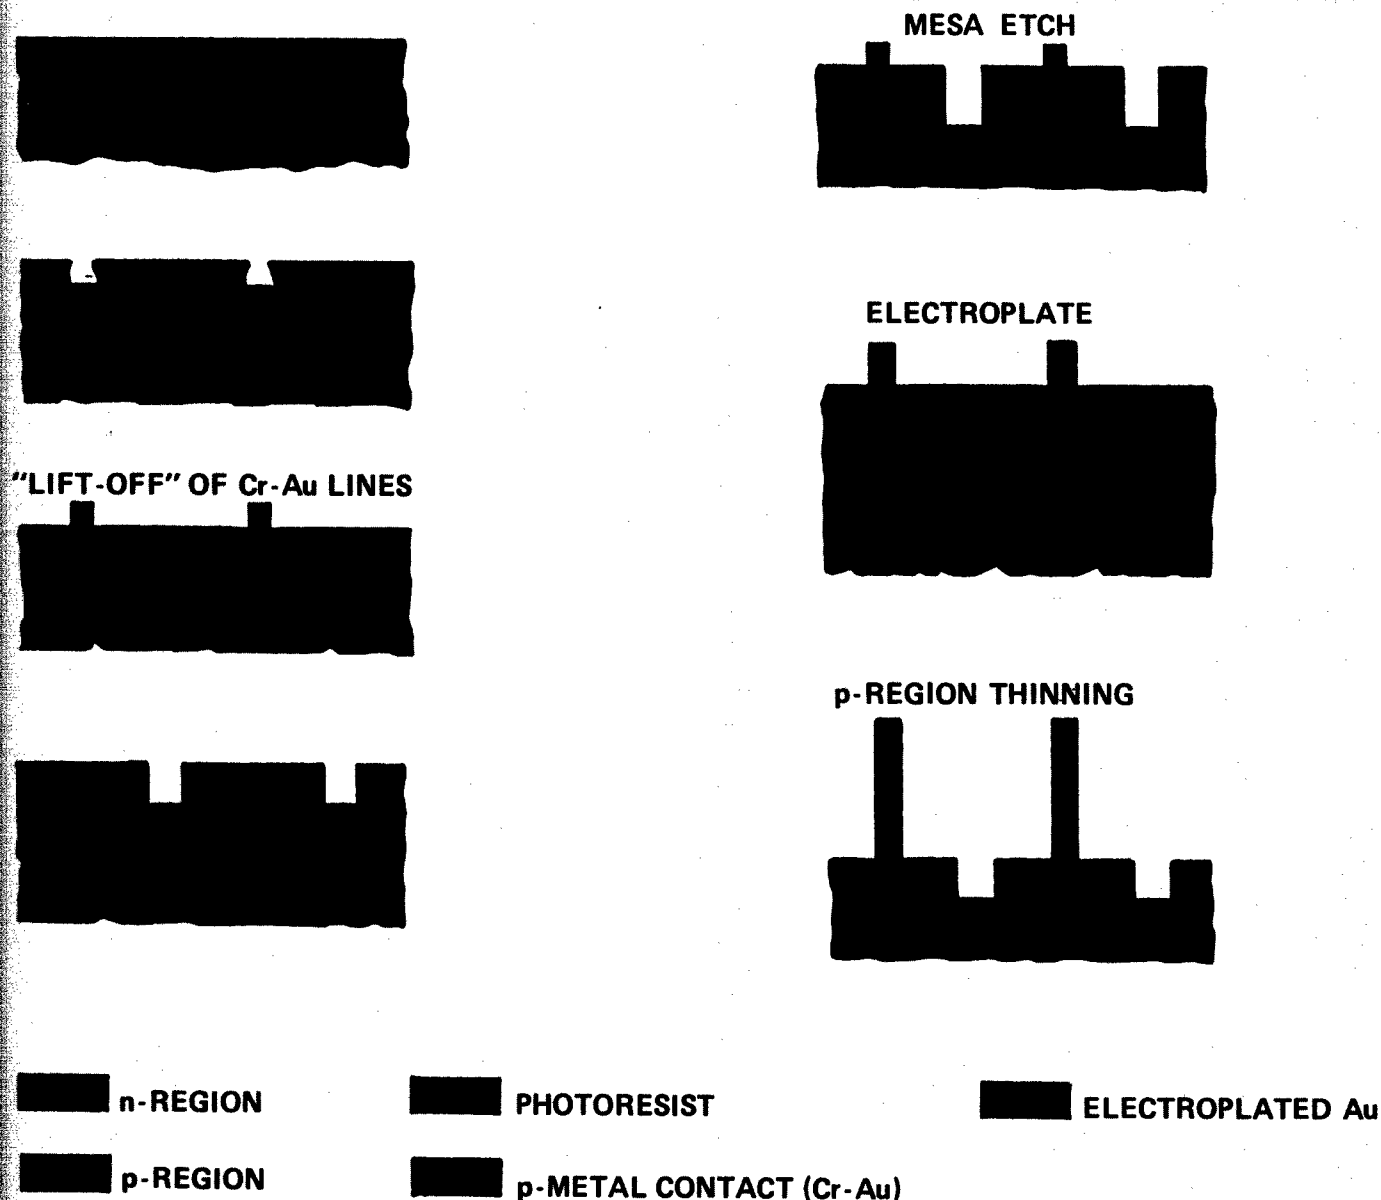 MESA ETCH
ELECTROPLATE
"LIFT-OFF" OF Cr-Au LINES
p-REGION THINNING
n-REGION
PHOTORESIST
ELECTROPLATED Au
p-REGION
p-METAL CONTACT (Cr-Au)